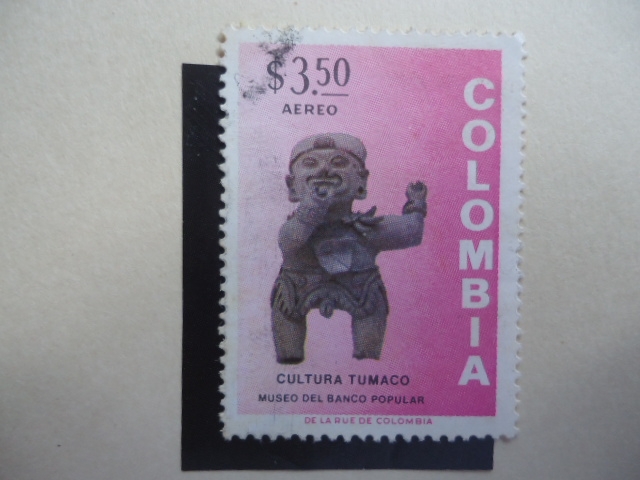 $3.50
AEREO
COLOMBIA
CULTURA TUMACO
MUSEO DEL BANCO POPULAR
DE LA RUE DE COLOMBIA